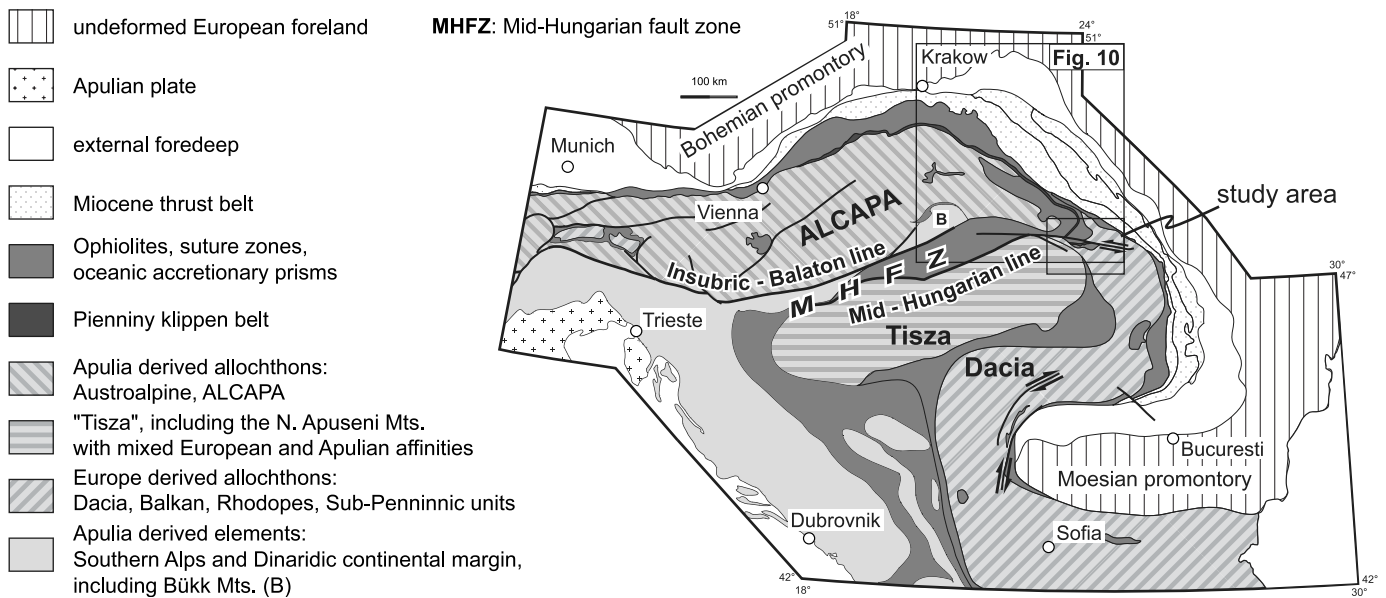 undeformed European foreland
Apulian plate
external foredeep
Miocene thrust belt
Ophiolites, suture zones,
oceanic accretionary prisms
Pienniny klippen belt
Apulia derived allochthons:
Austroalpine, ALCAPA
"Tisza", including the N. Apuseni Mts.
with mixed European and Apulian affinities
Europe derived allochthons:
Dacia, Balkan, Rhodopes, Sub-Penninnic units
Apulia derived elements:
Southern Alps and Dinaridic continental margin,
including Bükk Mts. (B)
MHFZ: Mid-Hungarian fault zone
18°
51°
24°
51°
100 km
Krakow
Fig. 10
Bohemian promontory
Munich
study area
Vienna
ALCAPA
B
Insubric - Balaton line
MHFZ
Mid - Hungarian line
30°
47°
Trieste
Tisza
Dacia
Bucuresti
Moesian promontory
Dubrovnik
Sofia
42°
18°
42°
30°